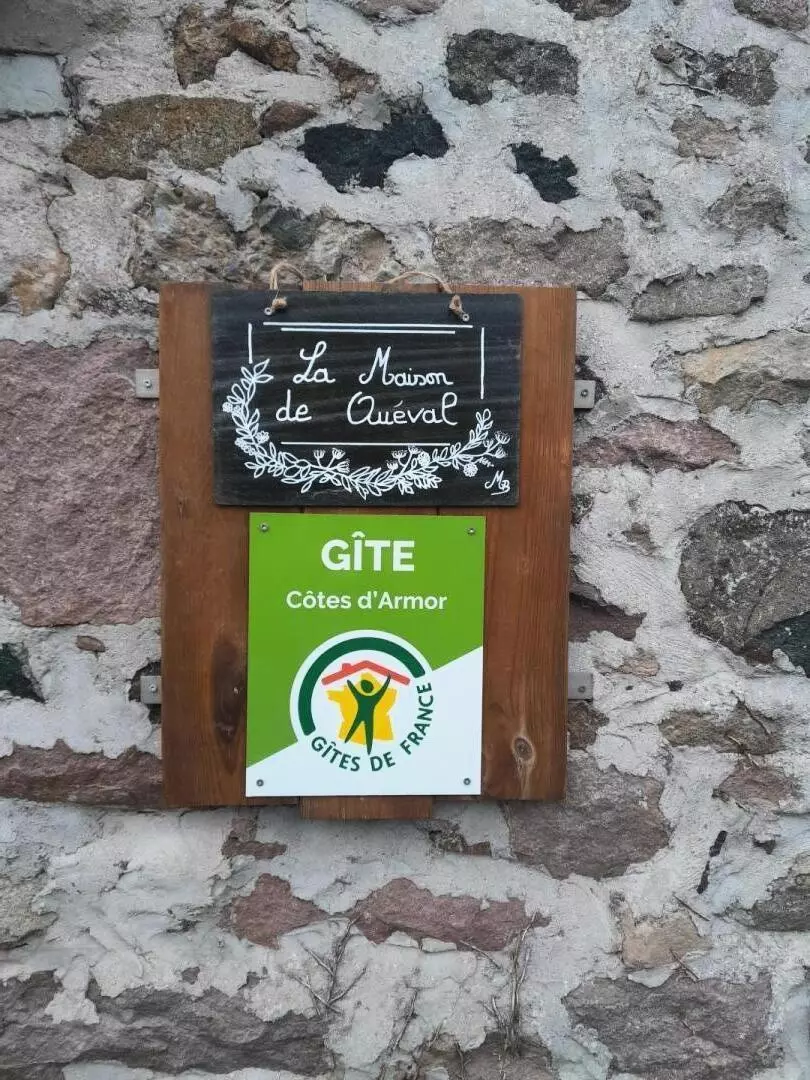 La Maison
de Quéval
MB
GÎTE
Côtes d'Armor
GÎTES DE FRANCE